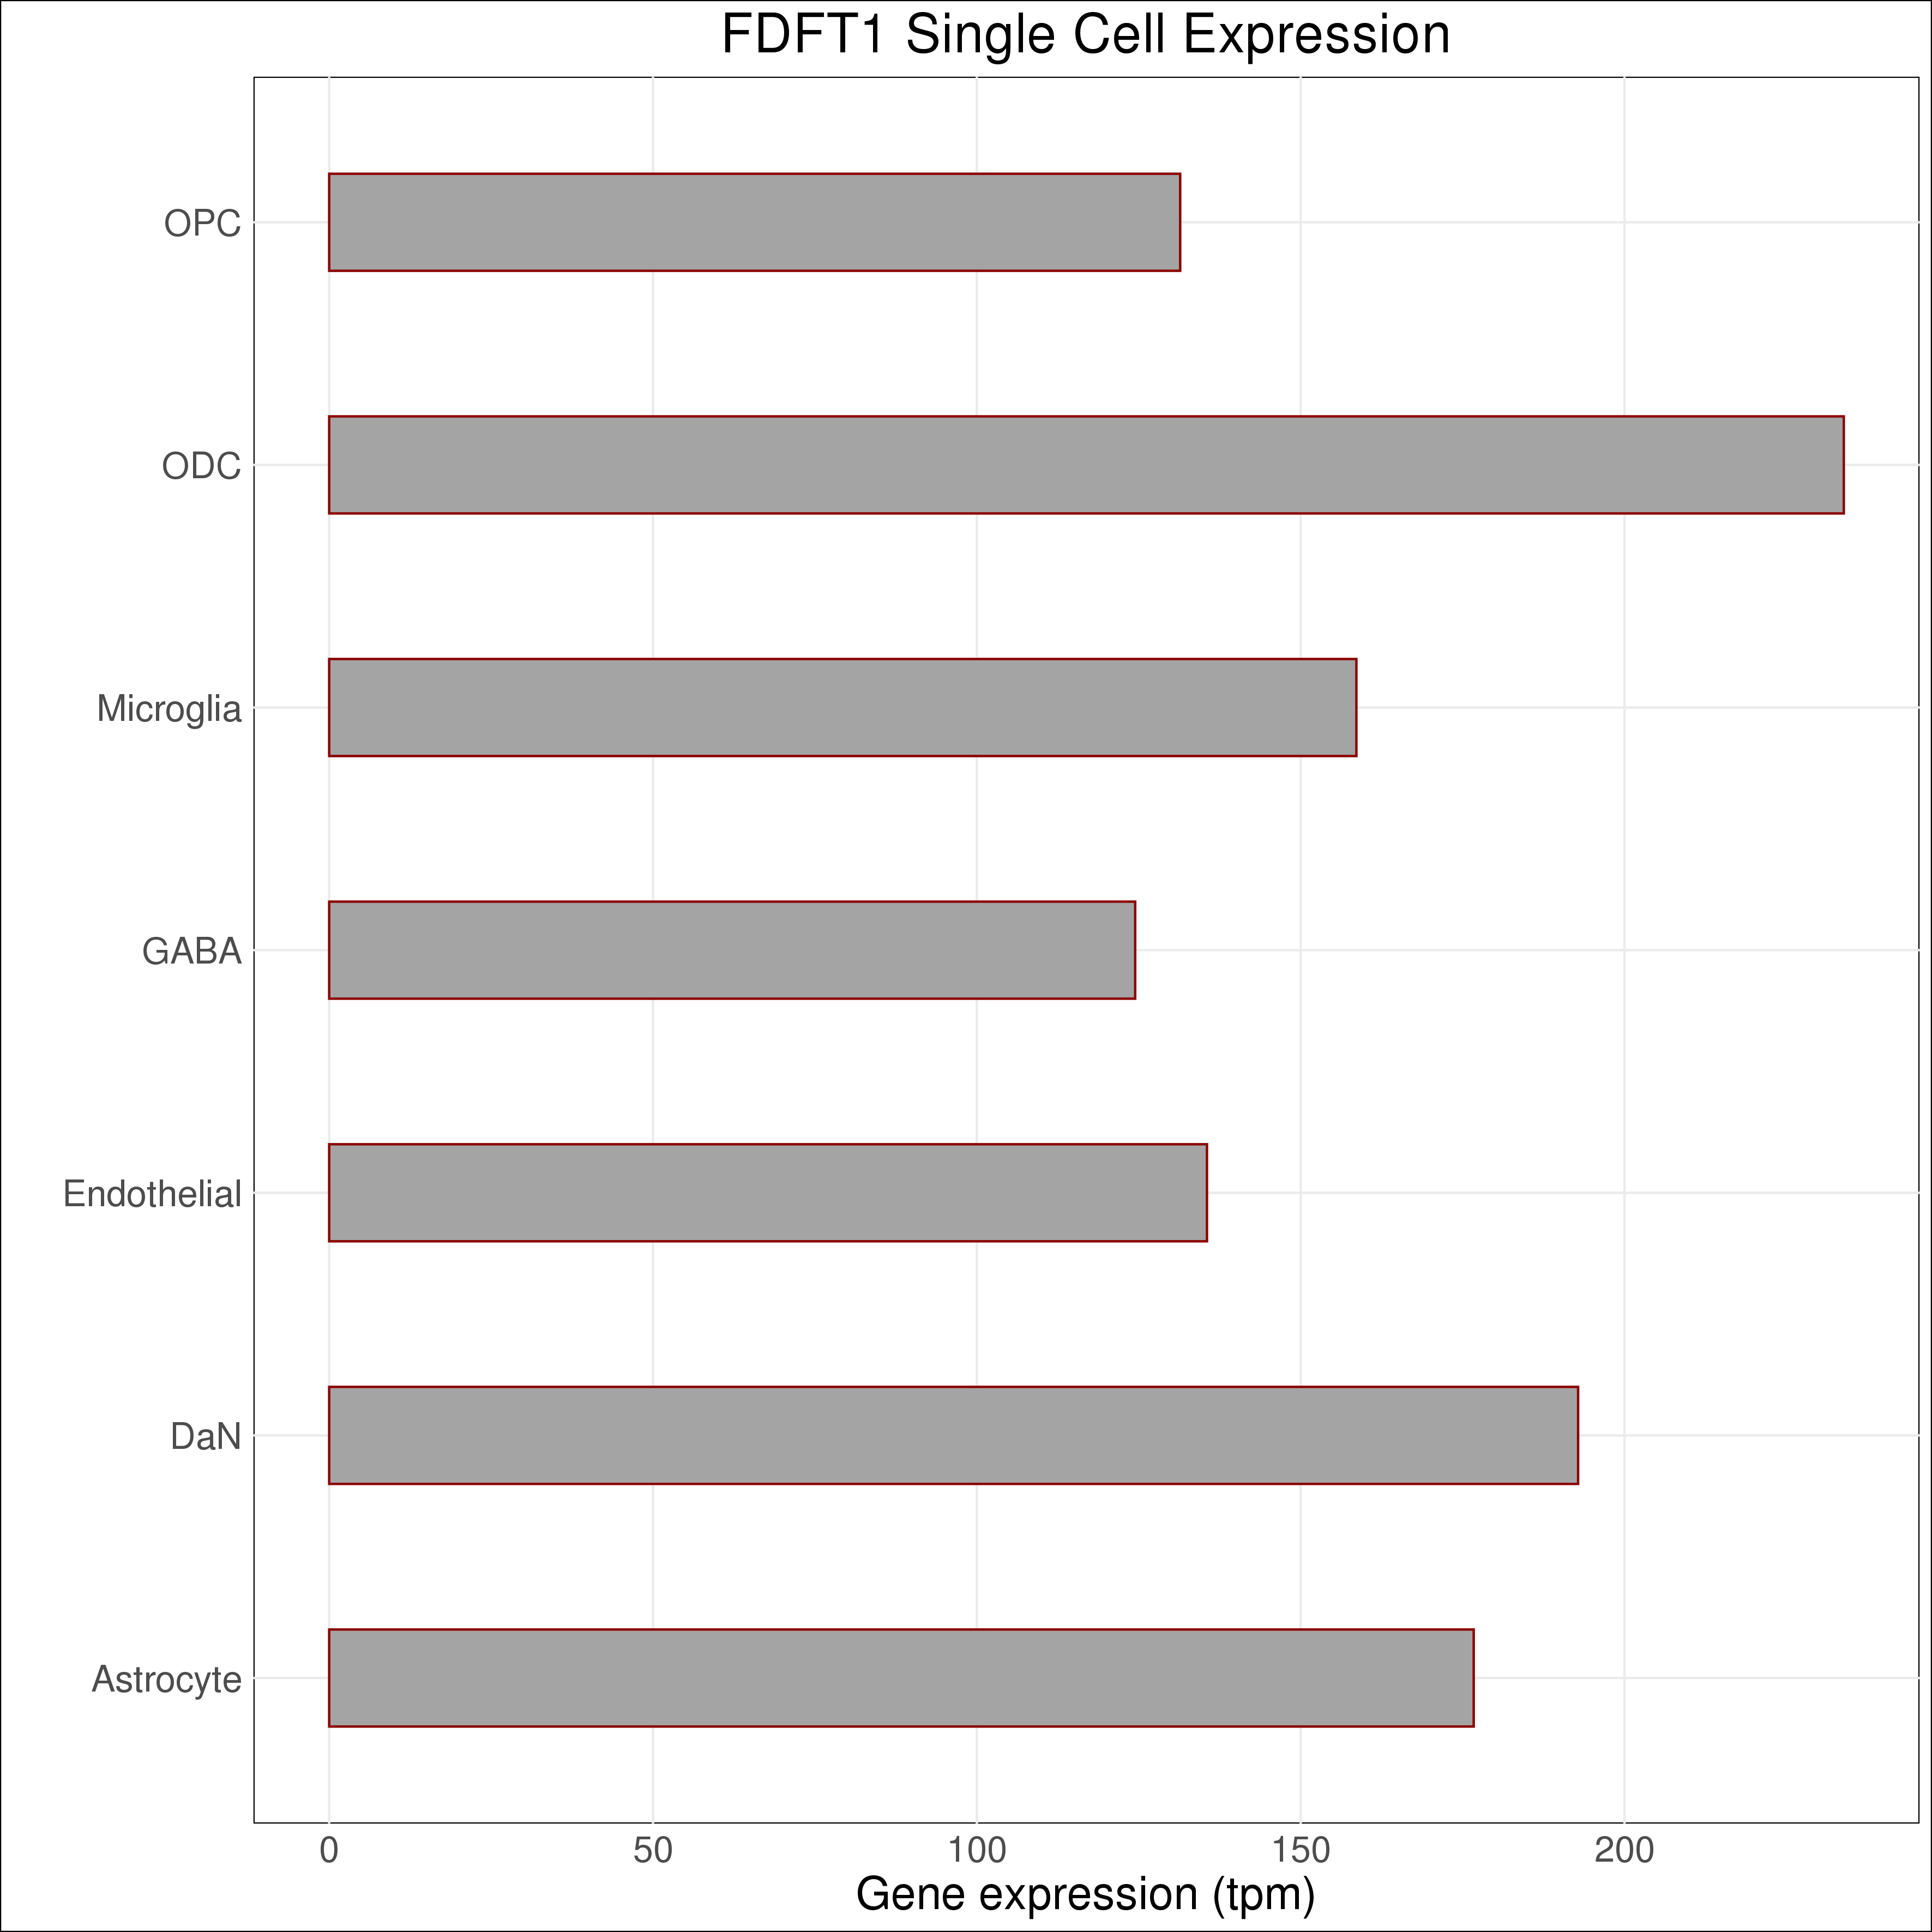 FDFT1 Single Cell Expression
OPC
ODC
Microglia
GABA
Endothelial
DaN
Astrocyte
0 50 100 150 200
Gene expression (tpm)